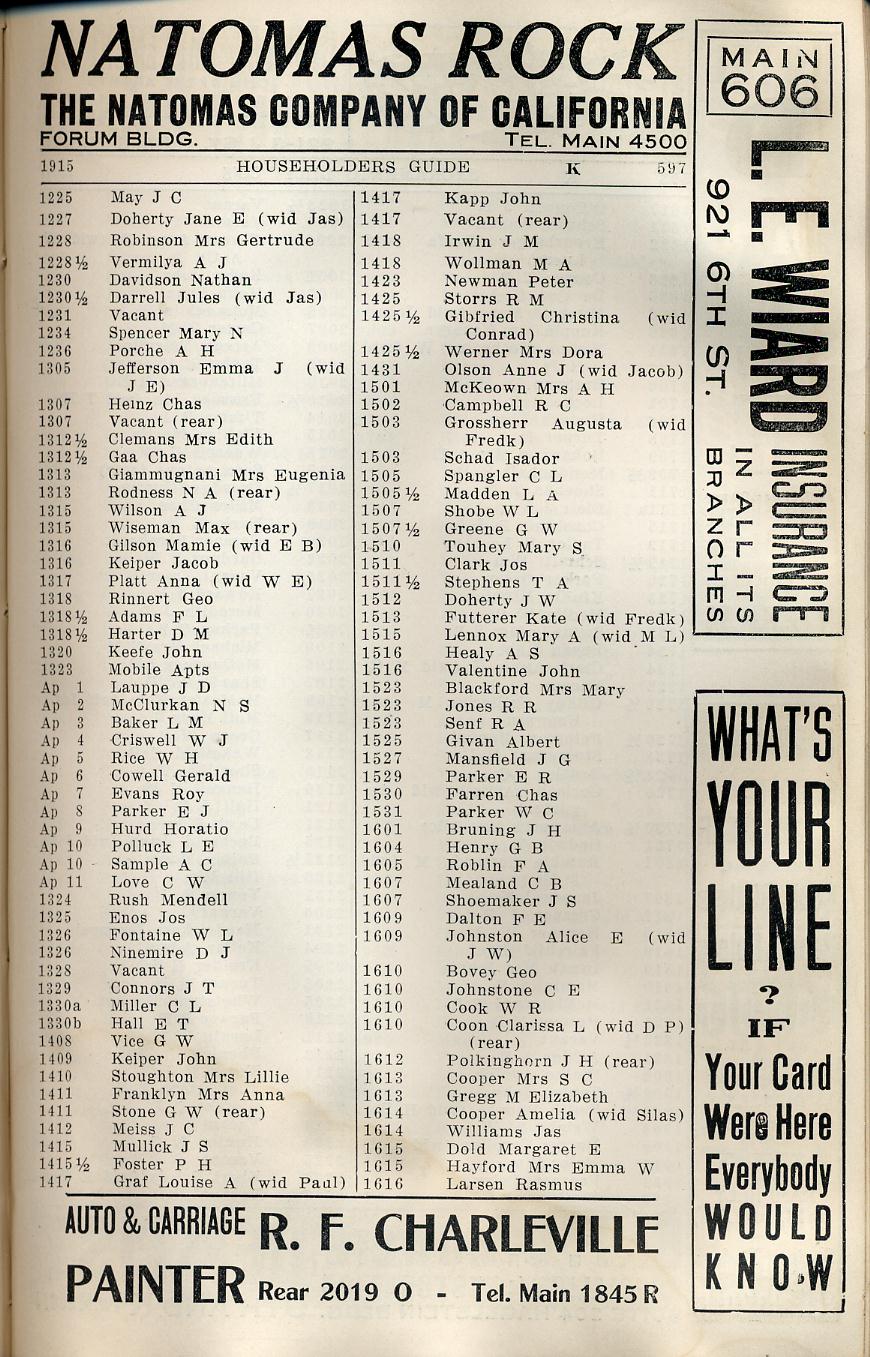 NATOMAS ROCK
THE NATOMAS COMPANY OF CALIFORNIA
FORUM BLDG. TEL. MAIN 4500
1915 HOUSEHOLDERS GUIDE K 597
1225 May J C
1227 Doherty Jane E (wid Jas)
1228 Robinson Mrs Gertrude
1228½ Vermilya A J
1230 Davidson Nathan
1230½ Darrell Jules (wid Jas)
1231 Vacant
1234 Spencer Mary N
1236 Porche A H
1305 Jefferson Emma J (wid
J E)
1307 Heinz Chas
1307 Vacant (rear)
1312½ Clemans Mrs Edith
1312½ Gaa Chas
1313 Giammugnani Mrs Eugenia
1313 Rodness N A (rear)
1315 Wilson A J
1315 Wiseman Max (rear)
1316 Gilson Mamie (wid E B)
1316 Keiper Jacob
1317 Platt Anna (wid W E)
1318 Rinnert Geo
1318½ Adams F L
1318½ Harter D M
1320 Keefe John
1323 Mobile Apts
Ap 1 Lauppe J D
Ap 2 McClurkan N S
Ap 3 Baker L M
Ap 4 Criswell W J
Ap 5 Rice W H
Ap 6 Cowell Gerald
Ap 7 Evans Roy
Ap 8 Parker E J
Ap 9 Hurd Horatio
Ap 10 Polluck L E
Ap 10 Sample A C
Ap 11 Love C W
1324 Rush Mendell
1325 Enos Jos
1326 Fontaine W L
1326 Ninemire D J
1328 Vacant
1329 Connors J T
1330a Miller C L
1330b Hall E T
1408 Vice G W
1409 Keiper John
1410 Stoughton Mrs Lillie
1411 Franklyn Mrs Anna
1411 Stone G W (rear)
1412 Meiss J C
1415 Mullick J S
1415½ Foster P H
1417 Graf Louise A (wid Paul)
1417 Kapp John
1417 Vacant (rear)
1418 Irwin J M
1418 Wollman M A
1423 Newman Peter
1425 Storrs R M
1425½ Gibfried Christina (wid
Conrad)
1425½ Werner Mrs Dora
1431 Olson Anne J (wid Jacob)
1501 McKeown Mrs A H
1502 Campbell R C
1503 Grossherr Augusta (wid
Fredk)
1503 Schad Isador
1505 Spangler C L
1505½ Madden L A
1507 Shobe W L
1507½ Greene G W
1510 Touhey Mary S
1511 Clark Jos
1511½ Stephens T A
1512 Doherty J W
1513 Futterer Kate (wid Fredk)
1515 Lennox Mary A (wid M L)
1516 Healy A S
1516 Valentine John
1523 Blackford Mrs Mary
1523 Jones R R
1523 Senf R A
1525 Givan Albert
1527 Mansfield J G
1529 Parker E R
1530 Farren Chas
1531 Parker W C
1601 Bruning J H
1604 Henry G B
1605 Roblin F A
1607 Mealand C B
1607 Shoemaker J S
1609 Dalton F E
1609 Johnston Alice E (wid
J W)
1610 Bovey Geo
1610 Johnstone C E
1610 Cook W R
1610 Coon Clarissa L (wid D P)
(rear)
1612 Polkinghorn J H (rear)
1613 Cooper Mrs S C
1613 Gregg M Elizabeth
1614 Cooper Amelia (wid Silas)
1614 Williams Jas
1615 Dold Margaret E
1615 Hayford Mrs Emma W
1616 Larsen Rasmus
AUTO & CARRIAGE R. F. CHARLEVILLE
PAINTER Rear 2019 O - Tel. Main 1845 R
MAIN
606
L. E. WIARD INSURANCE
IN ALL ITS
921 6TH ST. BRANCHES
WHAT'S
YOUR
LINE
?
IF
Your Card
Were Here
Everybody
WOULD
KNOW